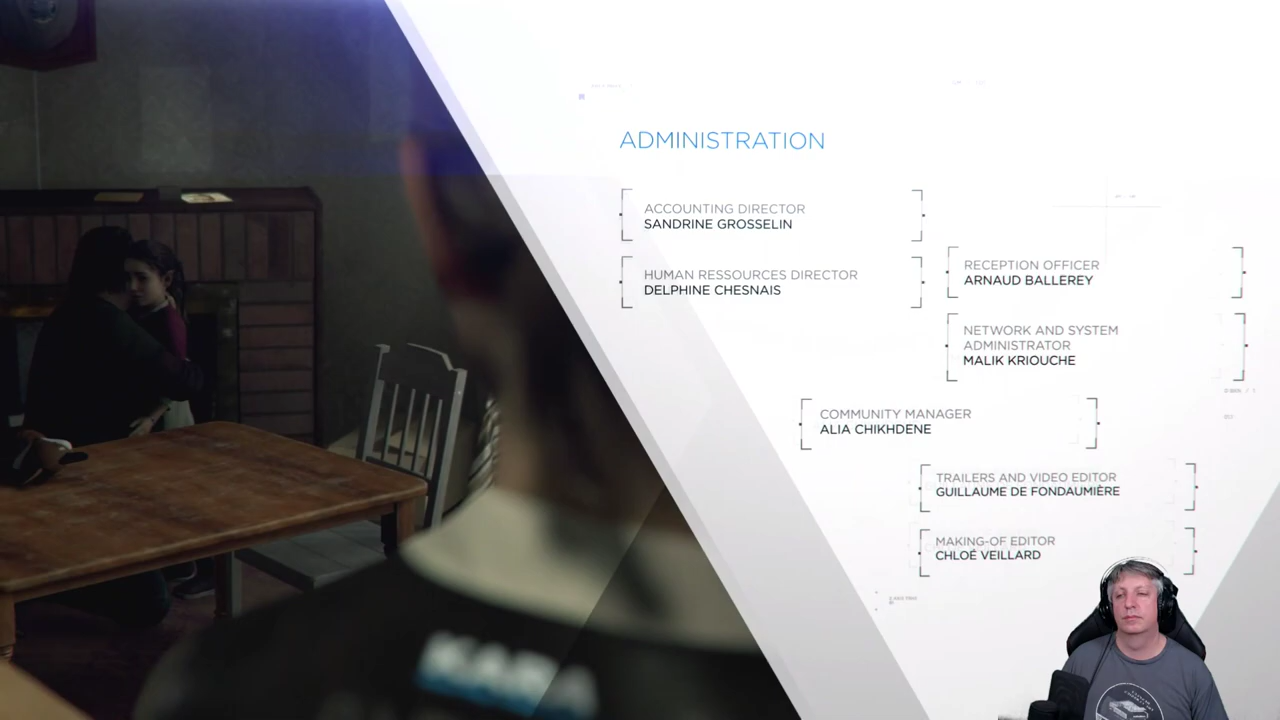 ADMINISTRATION
ACCOUNTING DIRECTOR
SANDRINE GROSSELIN
HUMAN RESSOURCES DIRECTOR
DELPHINE CHESNAIS
RECEPTION OFFICER
ARNAUD BALLEREY
NETWORK AND SYSTEM
ADMINISTRATOR
MALIK KRIOUCHE
COMMUNITY MANAGER
ALIA CHIKHDENE
TRAILERS AND VIDEO EDITOR
GUILLAUME DE FONDAUMIÈRE
MAKING-OF EDITOR
CHLOÉ VEILLARD
KARA